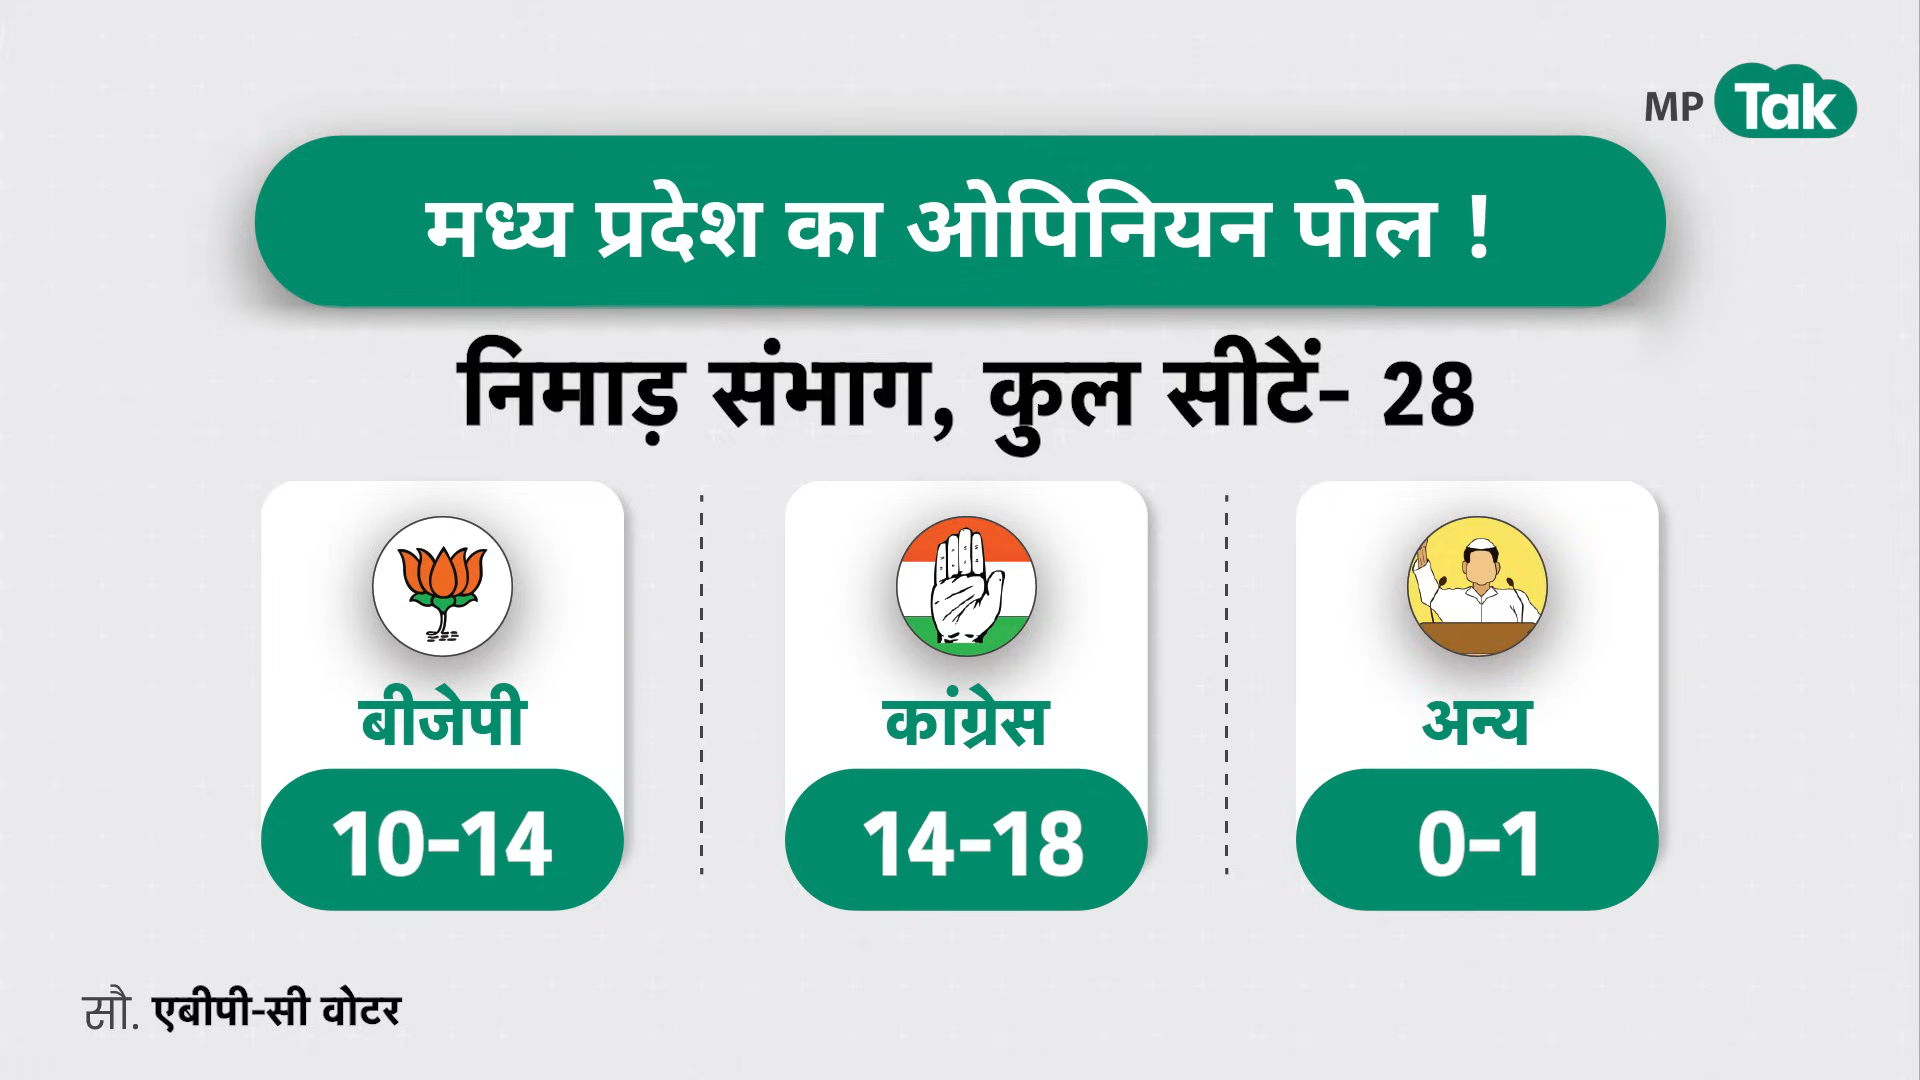 MP Tak
मध्य प्रदेश का ओपिनियन पोल !
निमाड़ संभाग, कुल सीटें- 28
बीजेपी
10-14
कांग्रेस
14-18
अन्य
0-1
सौ. एबीपी-सी वोटर